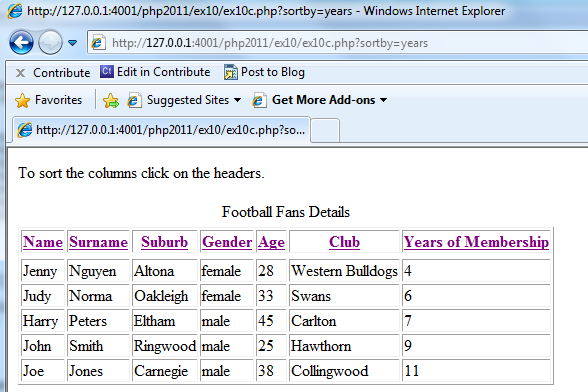 http://127.0.0.1:4001/php2011/ex10/ex10c.php?sortby=years - Windows Internet Explorer
http://127.0.0.1:4001/php2011/ex10/ex10c.php?sortby=years
x Contribute Ct Edit in Contribute Post to Blog
Favorites Suggested Sites Get More Add-ons
http://127.0.0.1:4001/php2011/ex10/ex10c.php?so...
To sort the columns click on the headers.
Football Fans Details
Name Surname Suburb Gender Age Club Years of Membership
Jenny Nguyen Altona female 28 Western Bulldogs 4
Judy Norma Oakleigh female 33 Swans 6
Harry Peters Eltham male 45 Carlton 7
John Smith Ringwood male 25 Hawthorn 9
Joe Jones Carnegie male 38 Collingwood 11